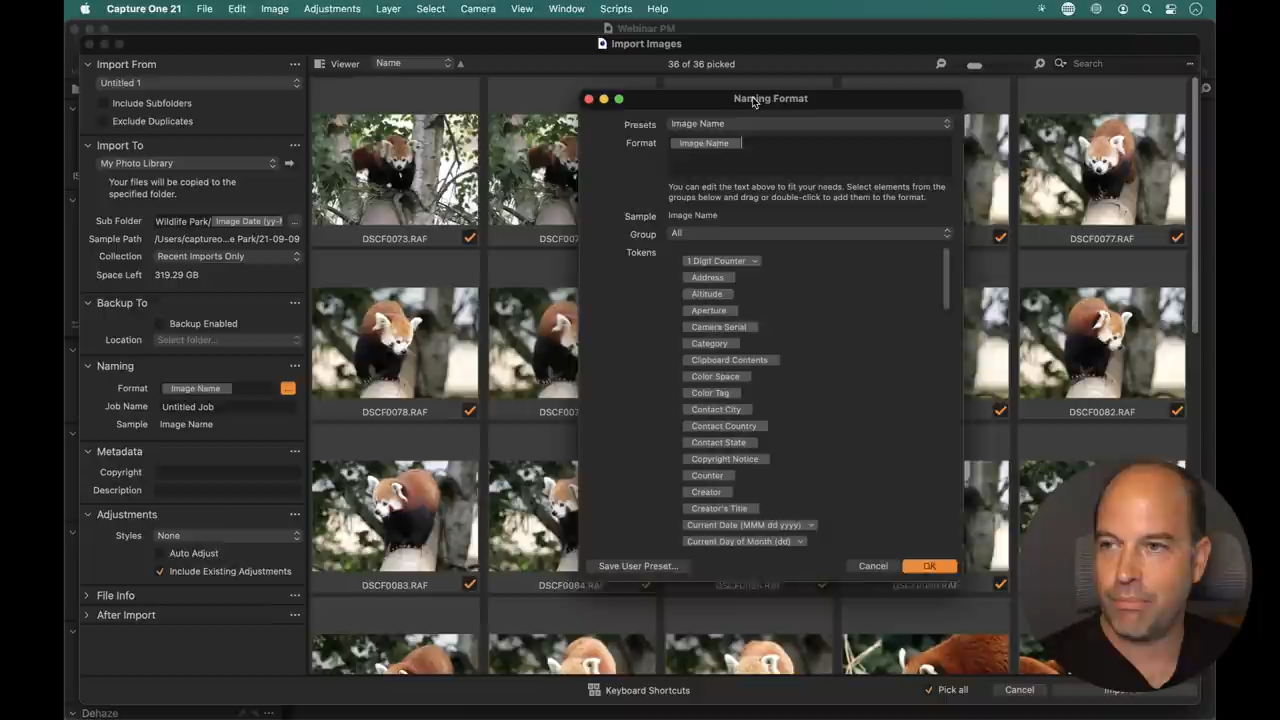 Capture One 21 File Edit Image Adjustments Layer Select Camera View Window Scripts Help
Webinar PM
Import Images
Import From
Untitled 1
Include Subfolders
Exclude Duplicates
Import To
My Photo Library
Your files will be copied to the
specified folder.
Sub Folder Wildlife Park/ Image Date (yy-
Sample Path /Users/captureo...e Park/21-09-09
Collection Recent Imports Only
Space Left 319.29 GB
Backup To
Backup Enabled
Location Select folder...
Naming
Format Image Name
Job Name Untitled Job
Sample Image Name
Metadata
Copyright
Description
Adjustments
Styles None
Auto Adjust
Include Existing Adjustments
File Info
After Import
Viewer Name 36 of 36 picked Search
DSCF0073.RAF
DSCF0077.RAF
DSCF0078.RAF
DSCF0082.RAF
DSCF0083.RAF
Naming Format
Presets Image Name
Format Image Name
You can edit the text above to fit your needs. Select elements from the
groups below and drag or double-click to add them to the format.
Sample Image Name
Group All
Tokens
1 Digit Counter
Address
Altitude
Aperture
Camera Serial
Category
Clipboard Contents
Color Space
Color Tag
Contact City
Contact Country
Contact State
Copyright Notice
Counter
Creator
Creator's Title
Current Date (MMM dd yyyy)
Current Day of Month (dd)
Save User Preset... Cancel OK
Keyboard Shortcuts Pick all Cancel
Dehaze